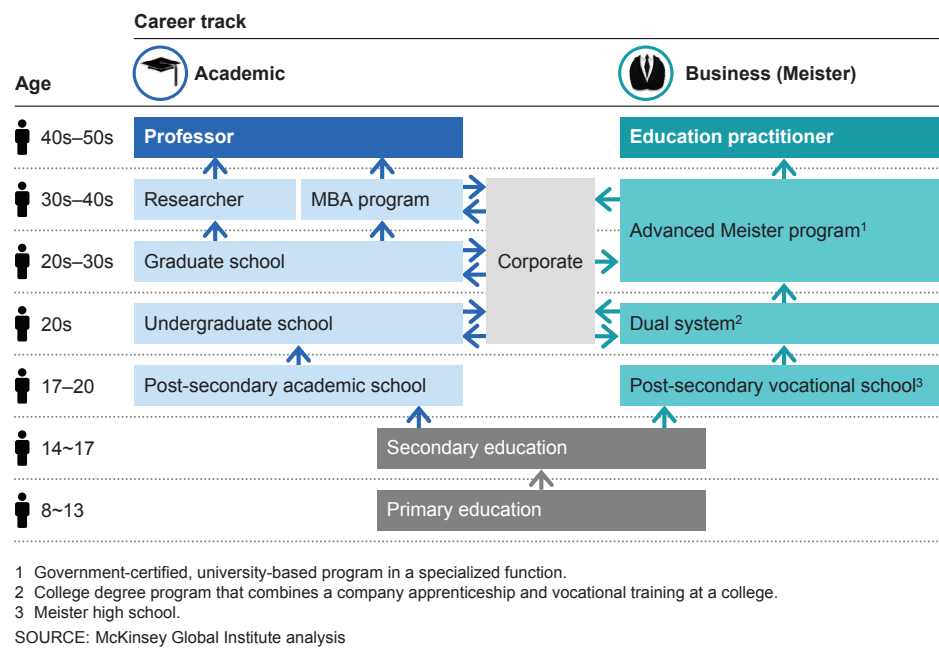 Career track
Age
Academic
Business (Meister)
40s–50s
Professor
Education practitioner
30s–40s
Researcher
MBA program
Advanced Meister program¹
20s–30s
Graduate school
Corporate
20s
Undergraduate school
Dual system²
17–20
Post-secondary academic school
Post-secondary vocational school³
14~17
Secondary education
8~13
Primary education
1 Government-certified, university-based program in a specialized function.
2 College degree program that combines a company apprenticeship and vocational training at a college.
3 Meister high school.
SOURCE: McKinsey Global Institute analysis